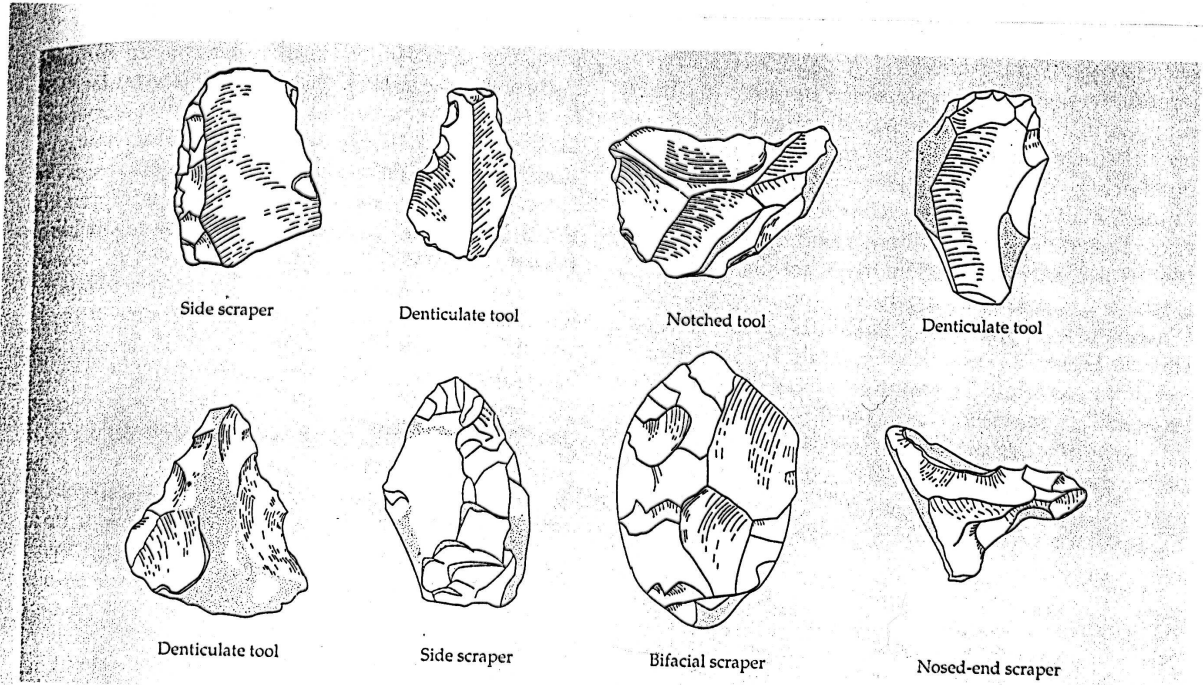 Side scraper
Denticulate tool
Notched tool
Denticulate tool
Denticulate tool
Side scraper
Bifacial scraper
Nosed-end scraper